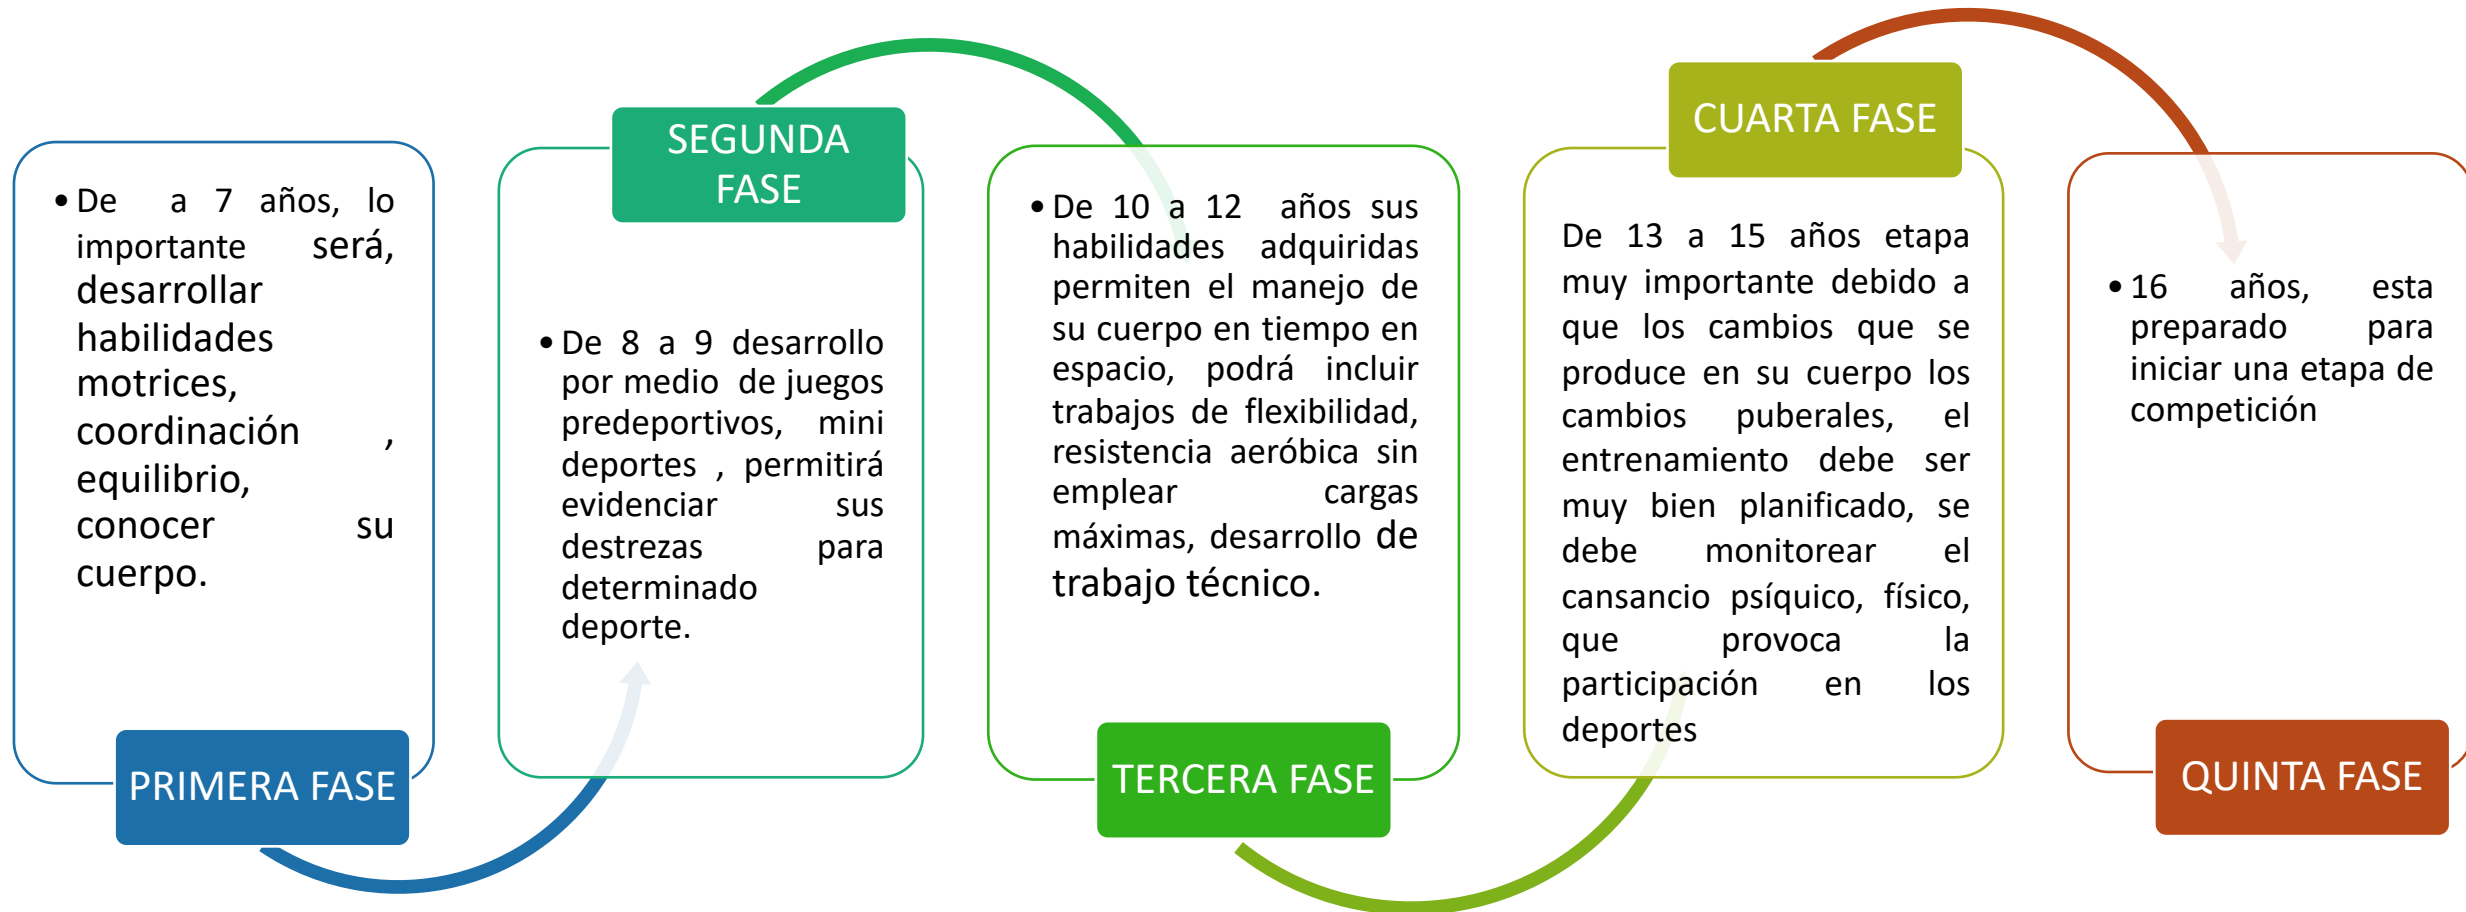 • De a 7 años, lo
importante será,
desarrollar
habilidades
motrices,
coordinación ,
equilibrio,
conocer su
cuerpo.
PRIMERA FASE
SEGUNDA
FASE
• De 8 a 9 desarrollo
por medio de juegos
predeportivos, mini
deportes , permitirá
evidenciar sus
destrezas para
determinado
deporte.
• De 10 a 12 años sus
habilidades adquiridas
permiten el manejo de
su cuerpo en tiempo en
espacio, podrá incluir
trabajos de flexibilidad,
resistencia aeróbica sin
emplear cargas
máximas, desarrollo de
trabajo técnico.
TERCERA FASE
CUARTA FASE
De 13 a 15 años etapa
muy importante debido a
que los cambios que se
produce en su cuerpo los
cambios puberales, el
entrenamiento debe ser
muy bien planificado, se
debe monitorear el
cansancio psíquico, físico,
que provoca la
participación en los
deportes
• 16 años, esta
preparado para
iniciar una etapa de
competición
QUINTA FASE